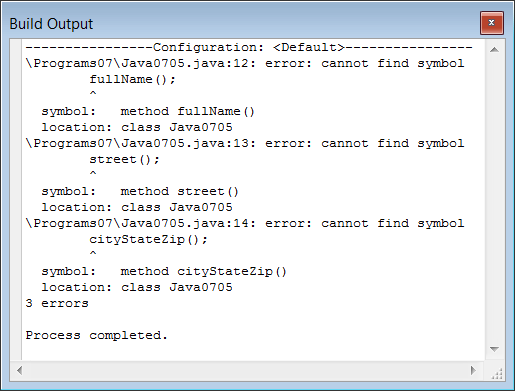 Build Output
---------------Configuration: <Default>---------------
\Programs07\Java0705.java:12: error: cannot find symbol
        fullName();
        ^
  symbol:   method fullName()
  location: class Java0705
\Programs07\Java0705.java:13: error: cannot find symbol
        street();
        ^
  symbol:   method street()
  location: class Java0705
\Programs07\Java0705.java:14: error: cannot find symbol
        cityStateZip();
        ^
  symbol:   method cityStateZip()
  location: class Java0705
3 errors

Process completed.